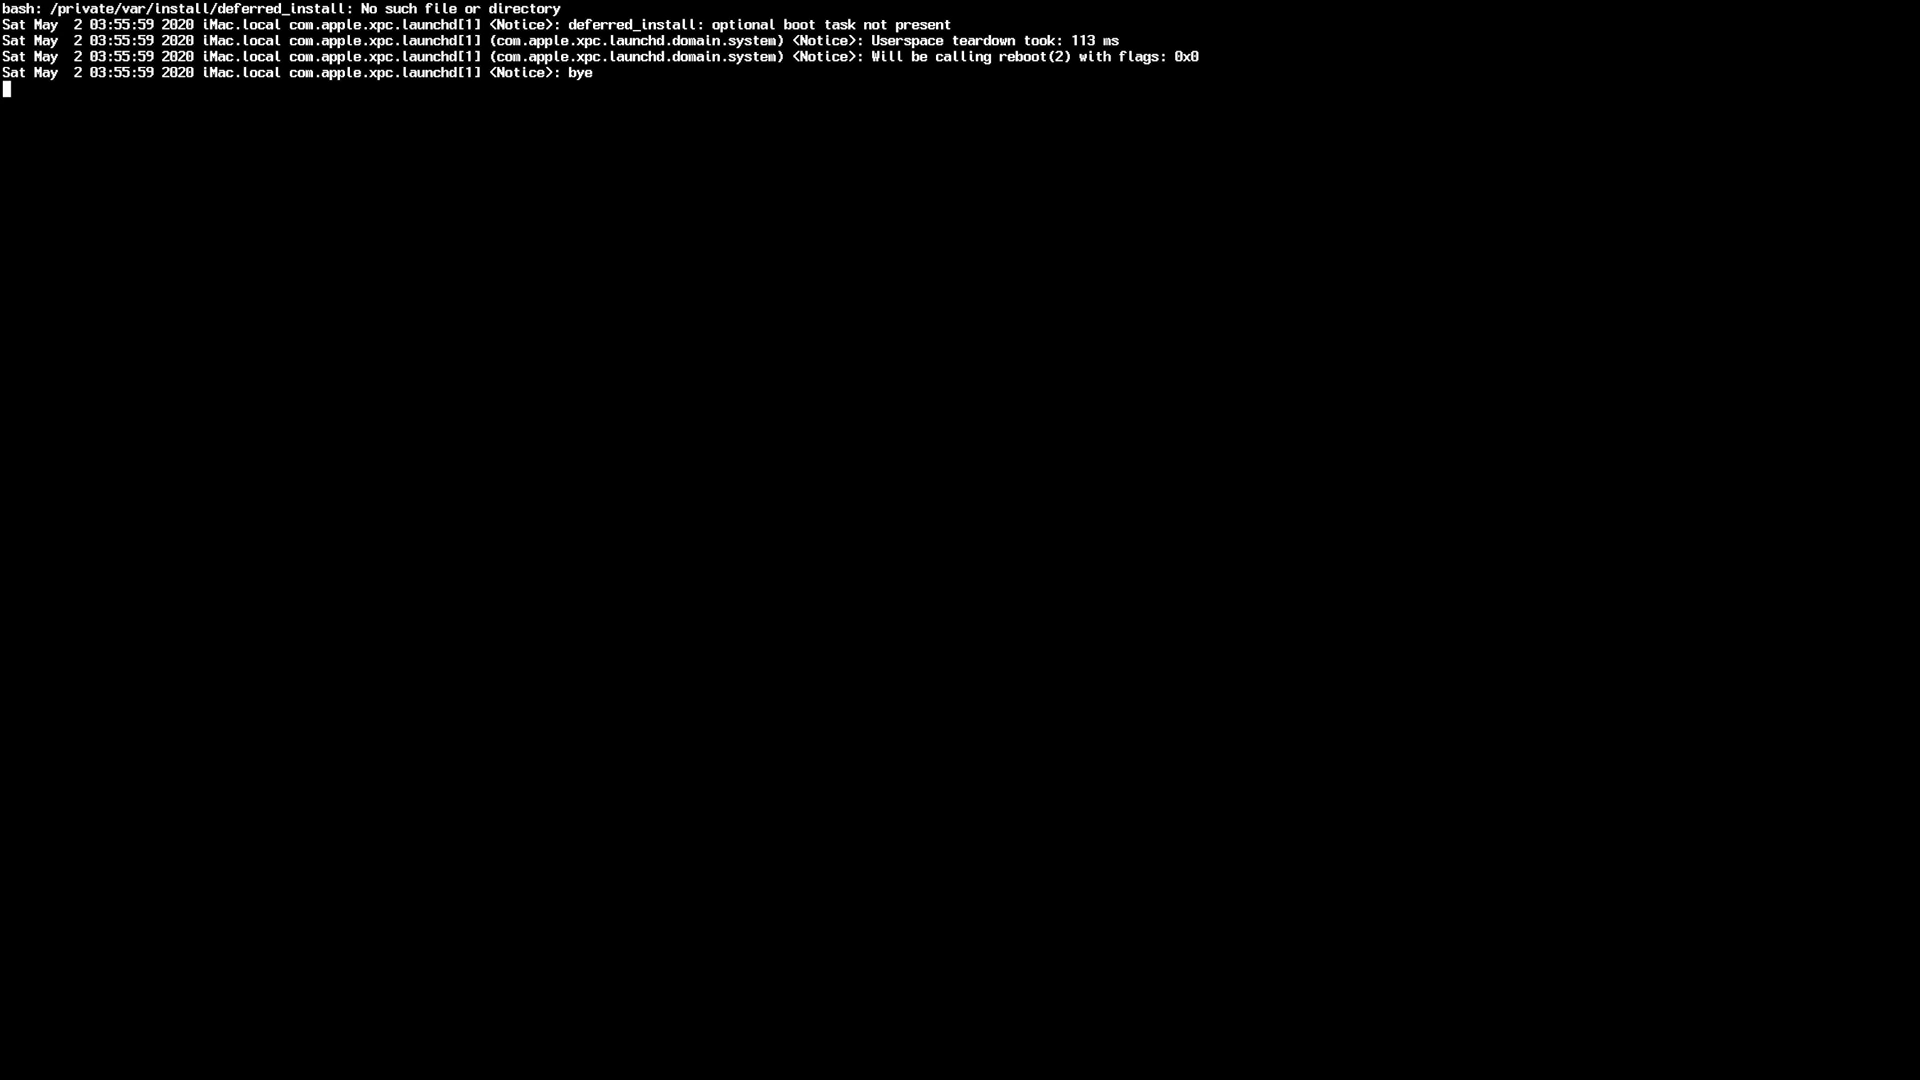 bash: /private/var/install/deferred_install: No such file or directory
Sat May  2 03:55:59 2020 iMac.local com.apple.xpc.launchd[1] <Notice>: deferred_install: optional boot task not present
Sat May  2 03:55:59 2020 iMac.local com.apple.xpc.launchd[1] (com.apple.xpc.launchd.domain.system) <Notice>: Userspace teardown took: 113 ms
Sat May  2 03:55:59 2020 iMac.local com.apple.xpc.launchd[1] (com.apple.xpc.launchd.domain.system) <Notice>: Will be calling reboot(2) with flags: 0x0
Sat May  2 03:55:59 2020 iMac.local com.apple.xpc.launchd[1] <Notice>: bye